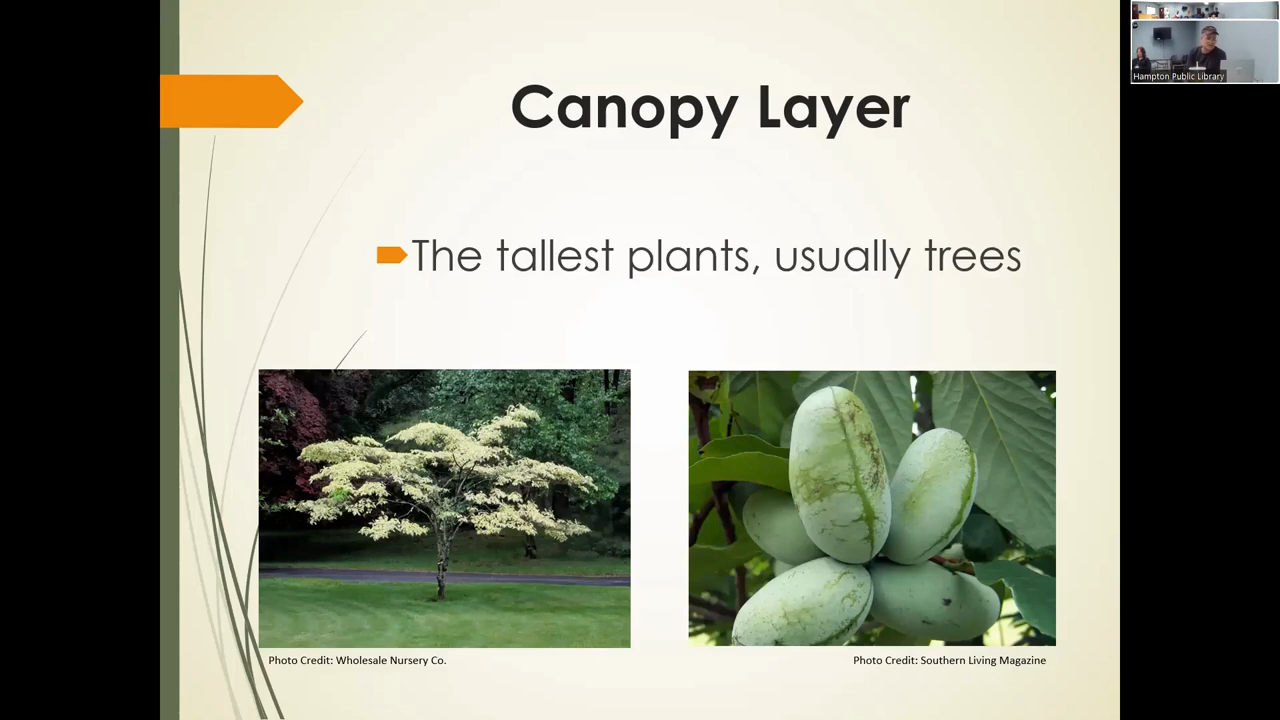 Canopy Layer
The tallest plants, usually trees
Photo Credit: Wholesale Nursery Co.
Photo Credit: Southern Living Magazine
Hampton Public Library